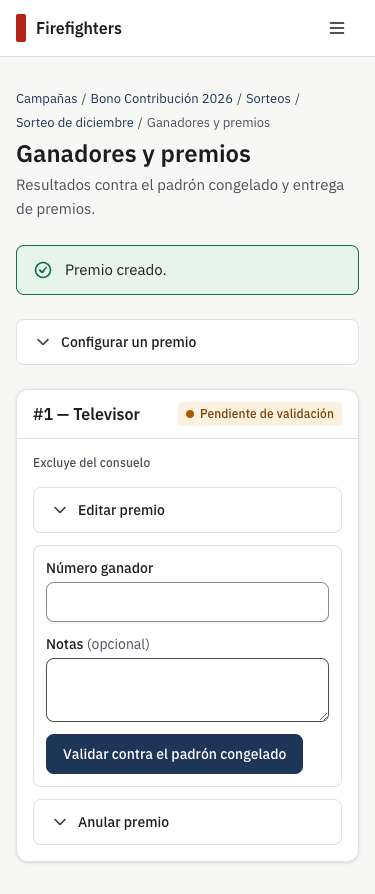 Firefighters
Campañas / Bono Contribución 2026 / Sorteos /
Sorteo de diciembre / Ganadores y premios
Ganadores y premios
Resultados contra el padrón congelado y entrega
de premios.
Premio creado.
Configurar un premio
#1 — Televisor
Pendiente de validación
Excluye del consuelo
Editar premio
Número ganador
Notas (opcional)
Validar contra el padrón congelado
Anular premio